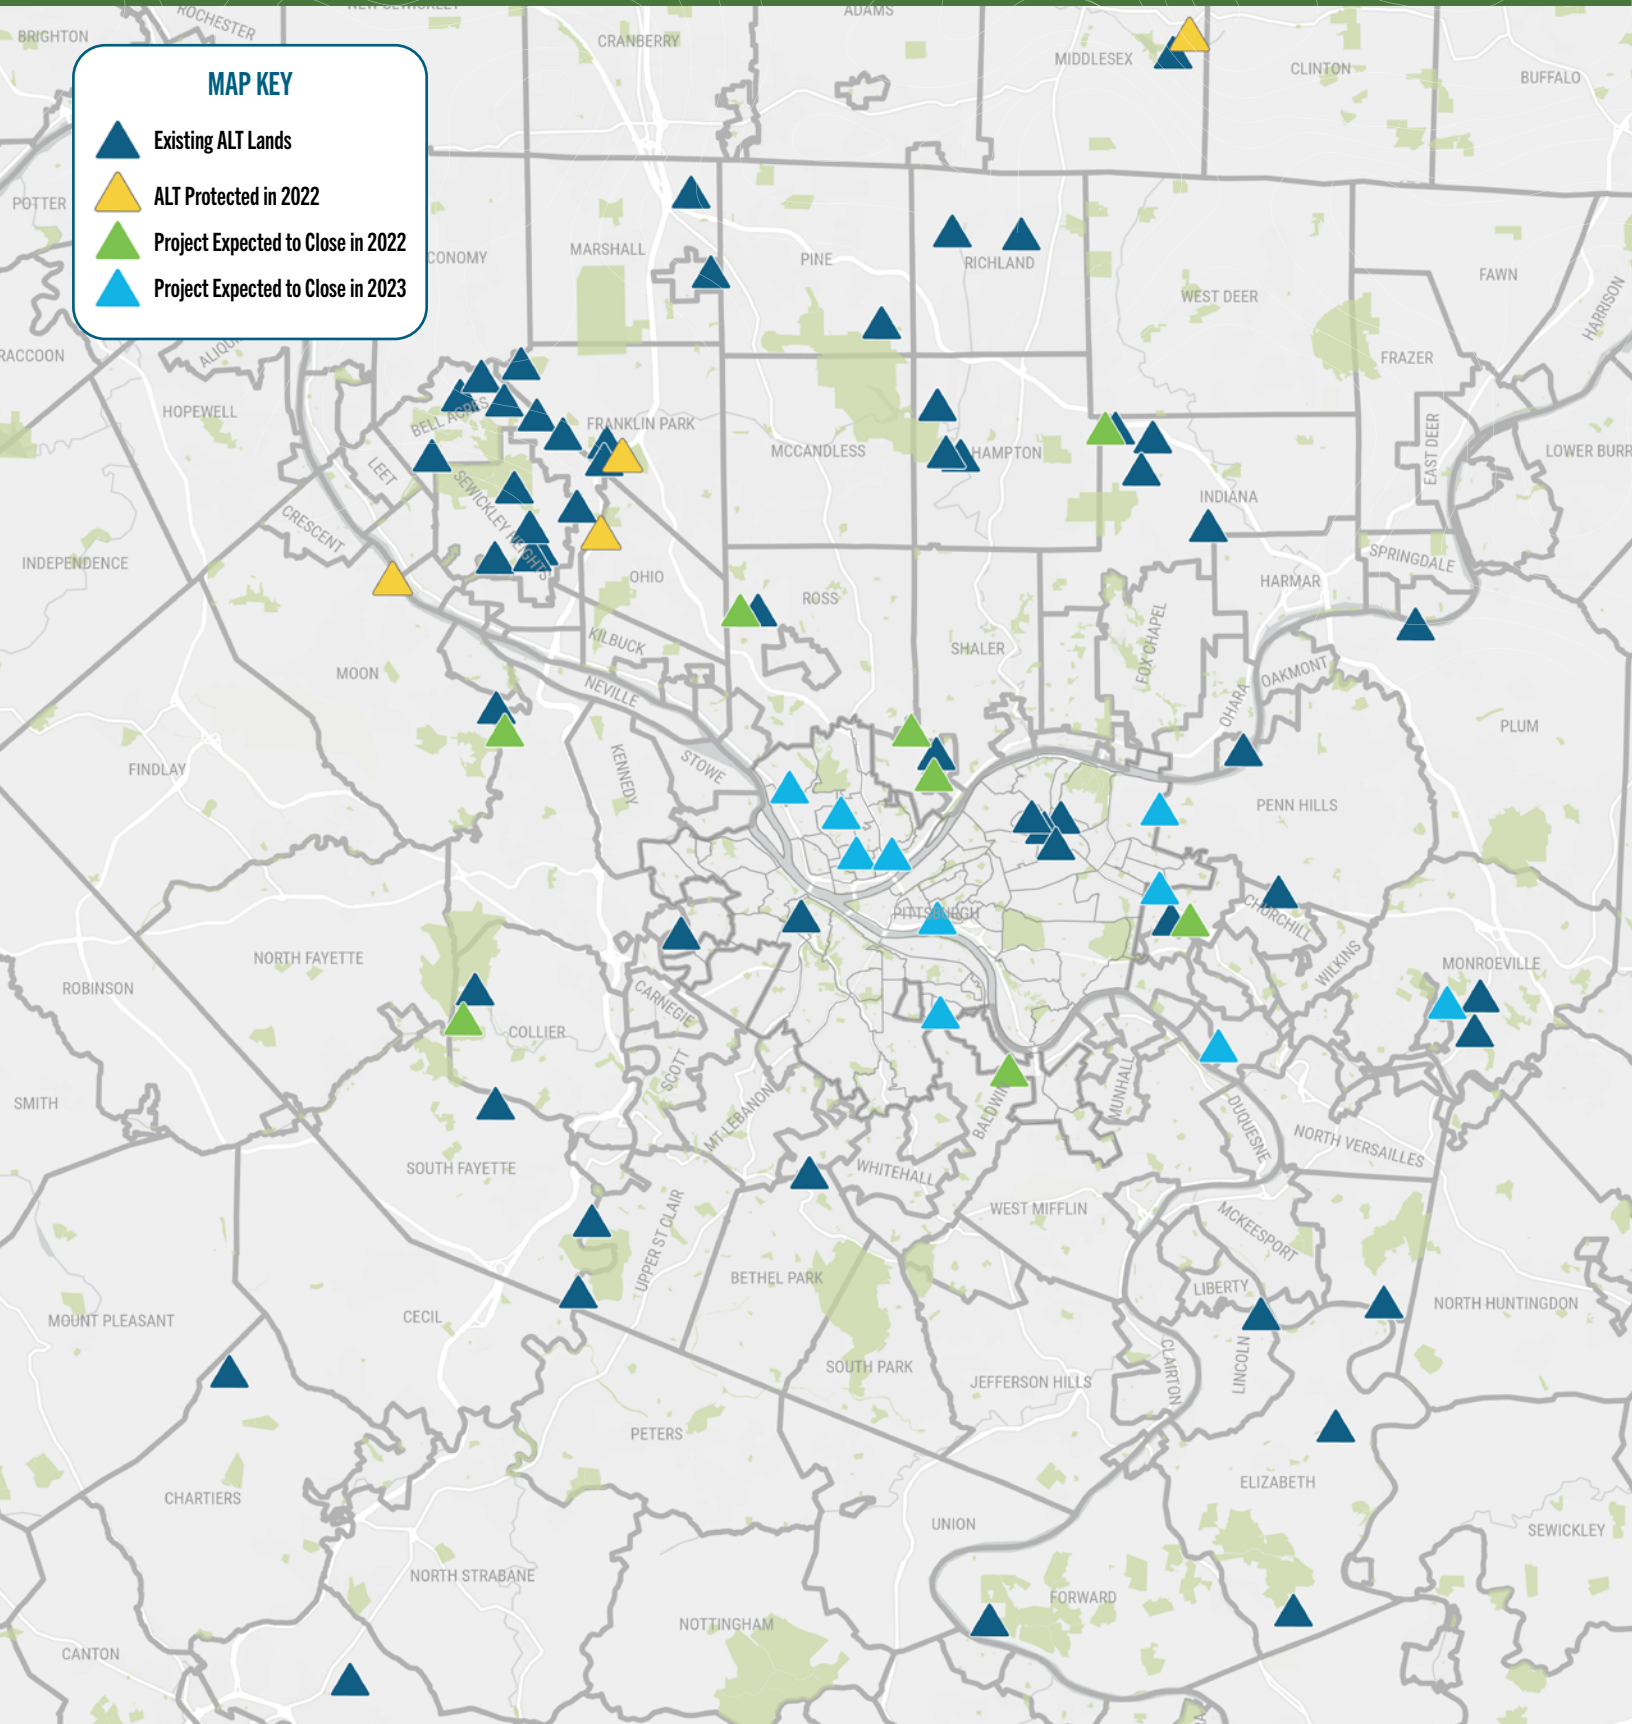 NEW SEWICKLEY
ADAMS
ROCHESTER
BRIGHTON
CRANBERRY
MIDDLESEX
CLINTON
BUFFALO
MAP KEY
Existing ALT Lands
ALT Protected in 2022
Project Expected to Close in 2022
Project Expected to Close in 2023
POTTER
CONOMY
MARSHALL
PINE
RICHLAND
WEST DEER
FAWN
HARRISON
RACCOON
ALIQU
FRAZER
HOPEWELL
BELL ACRES
FRANKLIN PARK
MCCANDLESS
HAMPTON
EAST DEER
LOWER BURR
LEET
SEWICKLEY HEIGHTS
INDIANA
CRESCENT
INDEPENDENCE
OHIO
ROSS
HARMAR
SPRINGDALE
KILBUCK
SHALER
FOX CHAPEL
MOON
NEVILLE
OAKMONT
OHARA
PLUM
FINDLAY
KENNEDY
STOWE
PENN HILLS
PITTSBURGH
CHURCHILL
NORTH FAYETTE
WILKINS
MONROEVILLE
ROBINSON
CARNEGIE
COLLIER
SCOTT
SMITH
MT LEBANON
BALDWIN
MUNHALL
DUQUESNE
NORTH VERSAILLES
SOUTH FAYETTE
WHITEHALL
WEST MIFFLIN
MCKEESPORT
UPPER ST CLAIR
BETHEL PARK
LIBERTY
MOUNT PLEASANT
CECIL
NORTH HUNTINGDON
SOUTH PARK
JEFFERSON HILLS
CLAIRTON
LINCOLN
PETERS
CHARTIERS
ELIZABETH
UNION
SEWICKLEY
NORTH STRABANE
FORWARD
NOTTINGHAM
CANTON